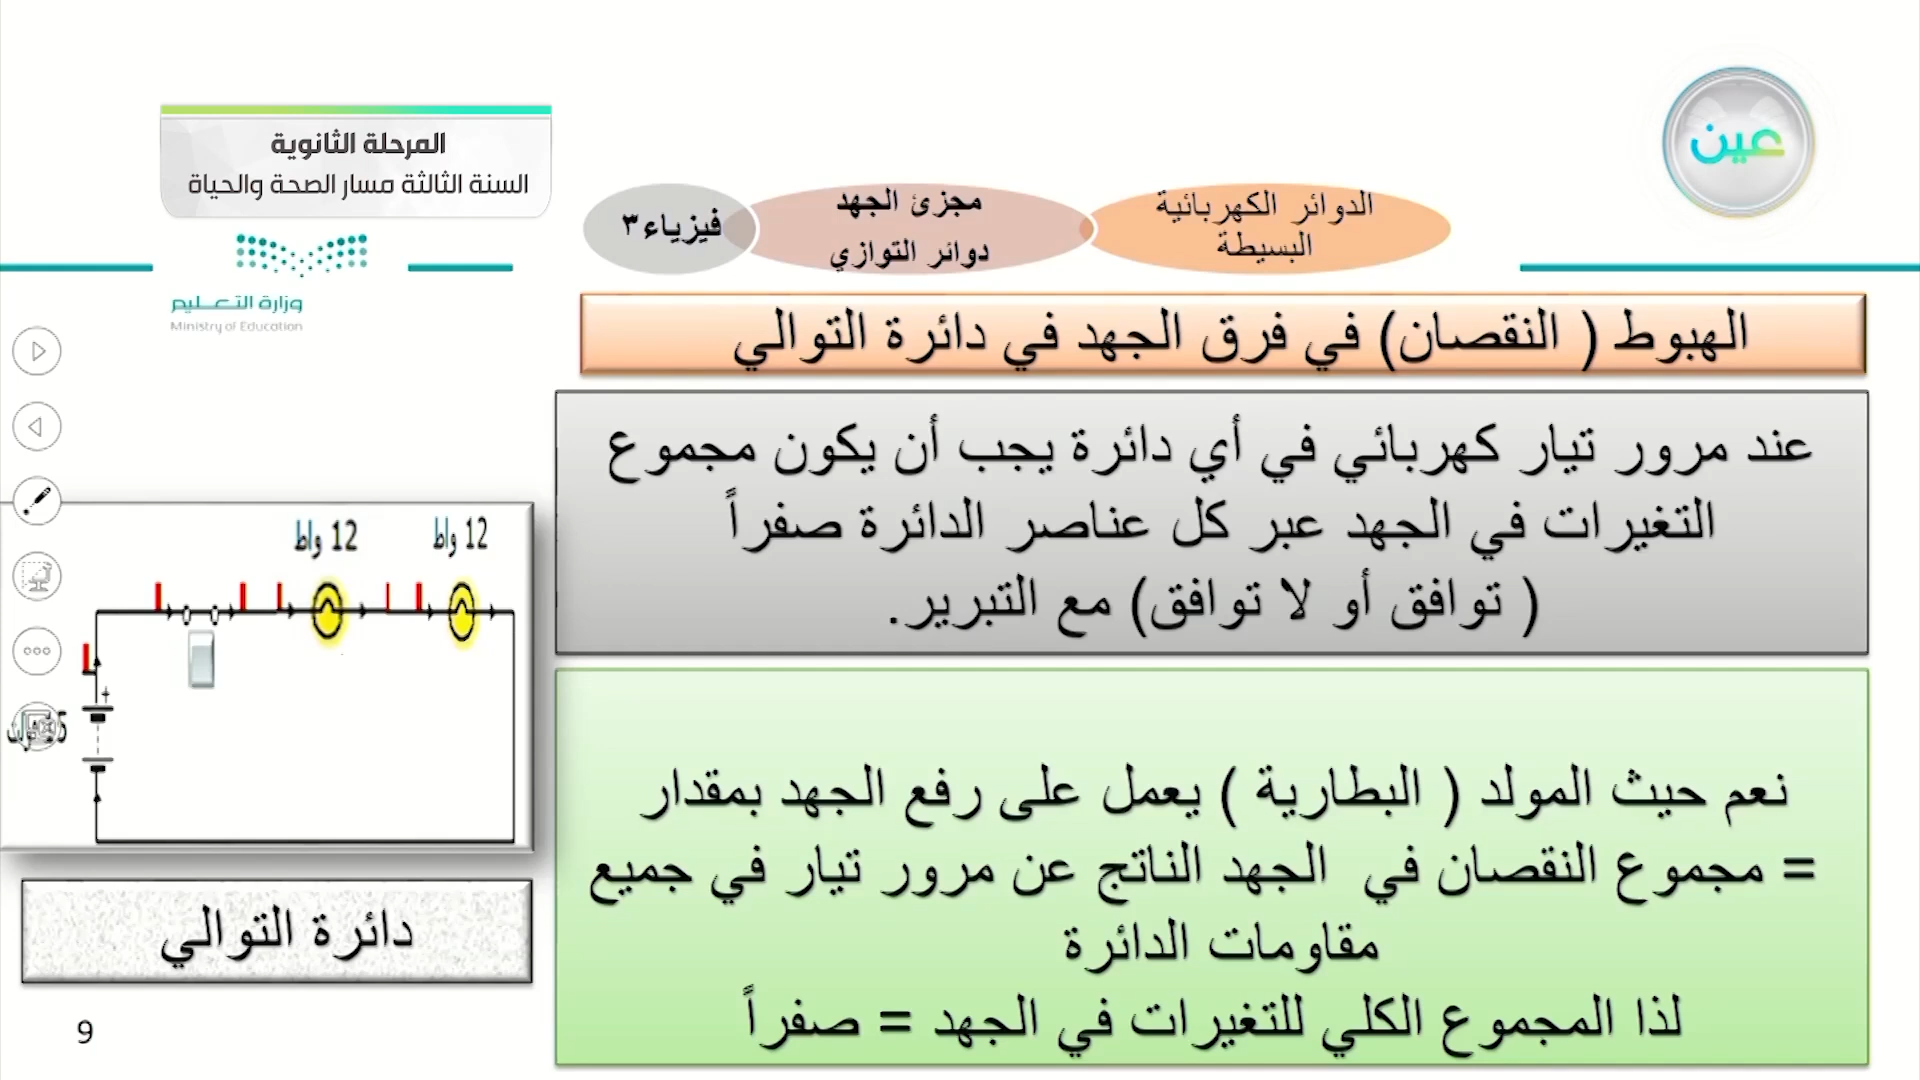 المرحلة الثانوية
السنة الثالثة مسار الصحة والحياة
وزارة التعليم
Ministry of Education
عين
الدوائر الكهربائية
البسيطة
مجزئ الجهد
دوائر التوازي
فيزياء٣
الهبوط ( النقصان) في فرق الجهد في دائرة التوالي
عند مرور تيار كهربائي في أي دائرة يجب أن يكون مجموع
التغيرات في الجهد عبر كل عناصر الدائرة صفراً
( توافق أو لا توافق) مع التبرير.
نعم حيث المولد ( البطارية ) يعمل على رفع الجهد بمقدار
= مجموع النقصان في الجهد الناتج عن مرور تيار في جميع
مقاومات الدائرة
لذا المجموع الكلي للتغيرات في الجهد = صفراً
12 واط
12 واط
+
دائرة التوالي
9